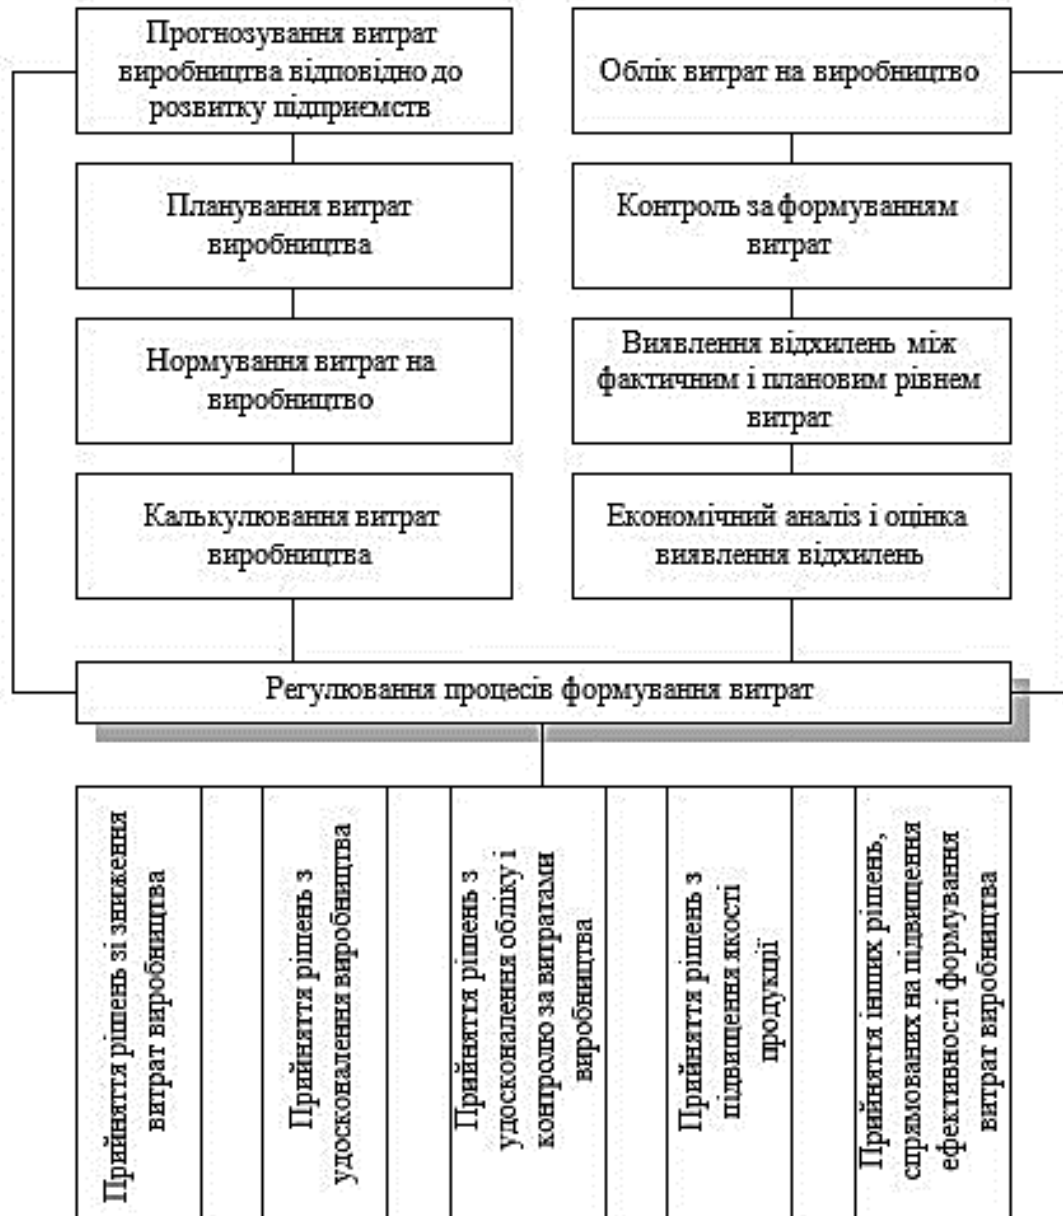 Прогнозування витрат
виробництва відповідно до
розвитку підприємств
Планування витрат
виробництва
Нормування витрат на
виробництво
Калькулювання витрат
виробництва
Облік витрат на виробництво
Контроль за формуванням
витрат
Виявлення відхилень між
фактичним і плановим рівнем
витрат
Економічний аналіз і оцінка
виявлення відхилень
Регулювання процесів формування витрат
Прийняття рішень зі зниження
витрат виробництва
Прийняття рішень з
удосконалення виробництва
Прийняття рішень з
удосконалення обліку і
контролю за витратами
виробництва
Прийняття рішень з
підвищення якості
продукції
Прийняття інших рішень,
спрямованих на підвищення
ефективності формування
витрат виробництва